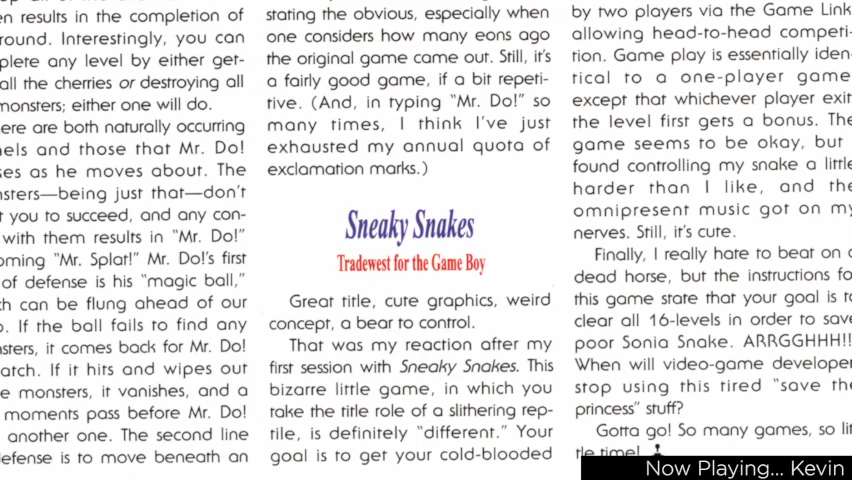 en results in the completion of
round. Interestingly, you can
plete any level by either get-
all the cherries or destroying all
monsters; either one will do.
ere are both naturally occurring
nels and those that Mr. Do!
kes as he moves about. The
nsters—being just that—don't
t you to succeed, and any con-
with them results in "Mr. Do!"
oming "Mr. Splat!" Mr. Do!'s first
of defense is his "magic ball,"
ch can be flung ahead of our
o. If the ball fails to find any
nsters, it comes back for Mr. Do!
atch. If it hits and wipes out
e monsters, it vanishes, and a
moments pass before Mr. Do!
another one. The second line
defense is to move beneath an
stating the obvious, especially when
one considers how many eons ago
the original game came out. Still, it's
a fairly good game, if a bit repeti-
tive. (And, in typing "Mr. Do!" so
many times, I think I've just
exhausted my annual quota of
exclamation marks.)
Sneaky Snakes
Tradewest for the Game Boy
Great title, cute graphics, weird
concept, a bear to control.
That was my reaction after my
first session with Sneaky Snakes. This
bizarre little game, in which you
take the title role of a slithering rep-
tile, is definitely "different." Your
goal is to get your cold-blooded
by two players via the Game Link
allowing head-to-head competi-
tion. Game play is essentially iden-
tical to a one-player game
except that whichever player exit
the level first gets a bonus. The
game seems to be okay, but
found controlling my snake a little
harder than I like, and the
omnipresent music got on my
nerves. Still, it's cute.
Finally, I really hate to beat on a
dead horse, but the instructions fo
this game state that your goal is to
clear all 16-levels in order to save
poor Sonia Snake. ARRGGHHH!!
When will video-game developer
stop using this tired "save the
princess" stuff?
Gotta go! So many games, so lit
tle time!
Now Playing... Kevin